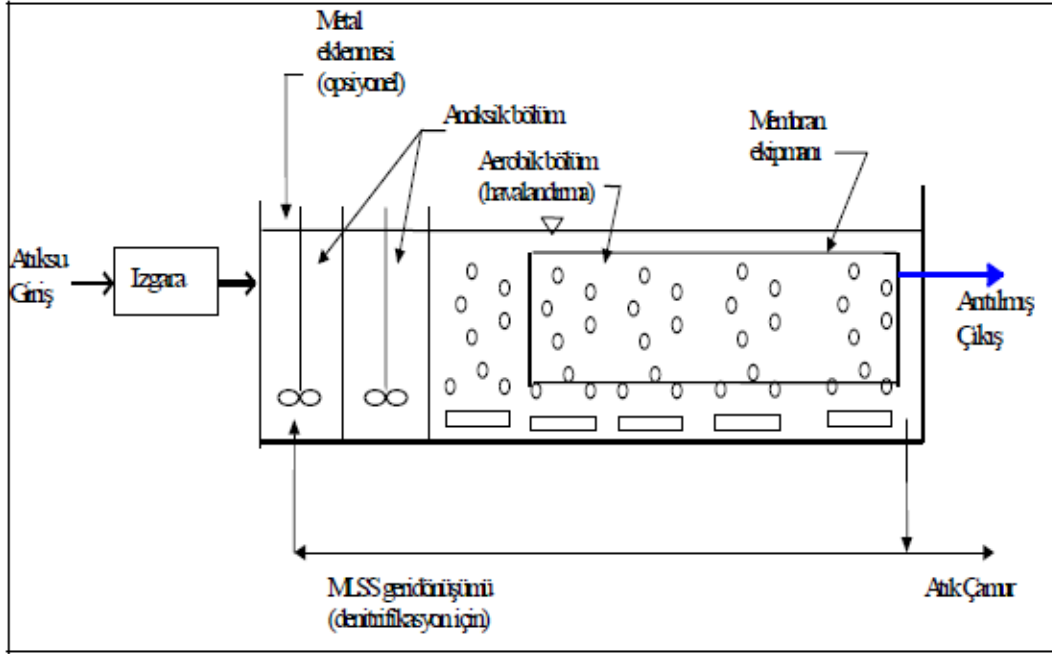 Metal
eklenmesi
(opsiyonel)
Anoksik bölüm
Aerobik bölüm
(havalandırma)
Membran
ekipmanı
Atıksu
Giriş
Izgara
Arıtılmış
Çıkış
MLSS geridönüşümü
(denitrifikasyon için)
Atık Çamur